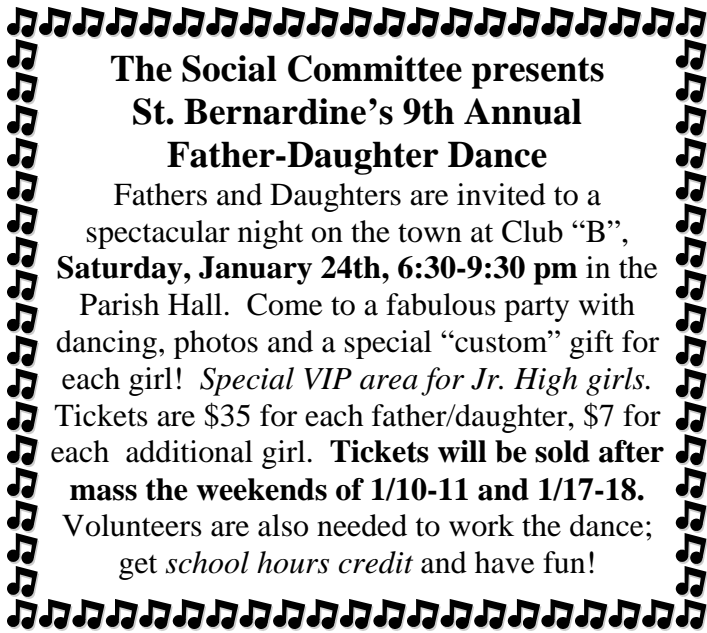 The Social Committee presents
St. Bernardine’s 9th Annual
Father-Daughter Dance
Fathers and Daughters are invited to a
spectacular night on the town at Club “B”,
Saturday, January 24th, 6:30-9:30 pm in the
Parish Hall.  Come to a fabulous party with
dancing, photos and a special “custom” gift for
each girl!  Special VIP area for Jr. High girls.
Tickets are $35 for each father/daughter, $7 for
each  additional girl.  Tickets will be sold after
mass the weekends of 1/10-11 and 1/17-18.
Volunteers are also needed to work the dance;
get school hours credit and have fun!